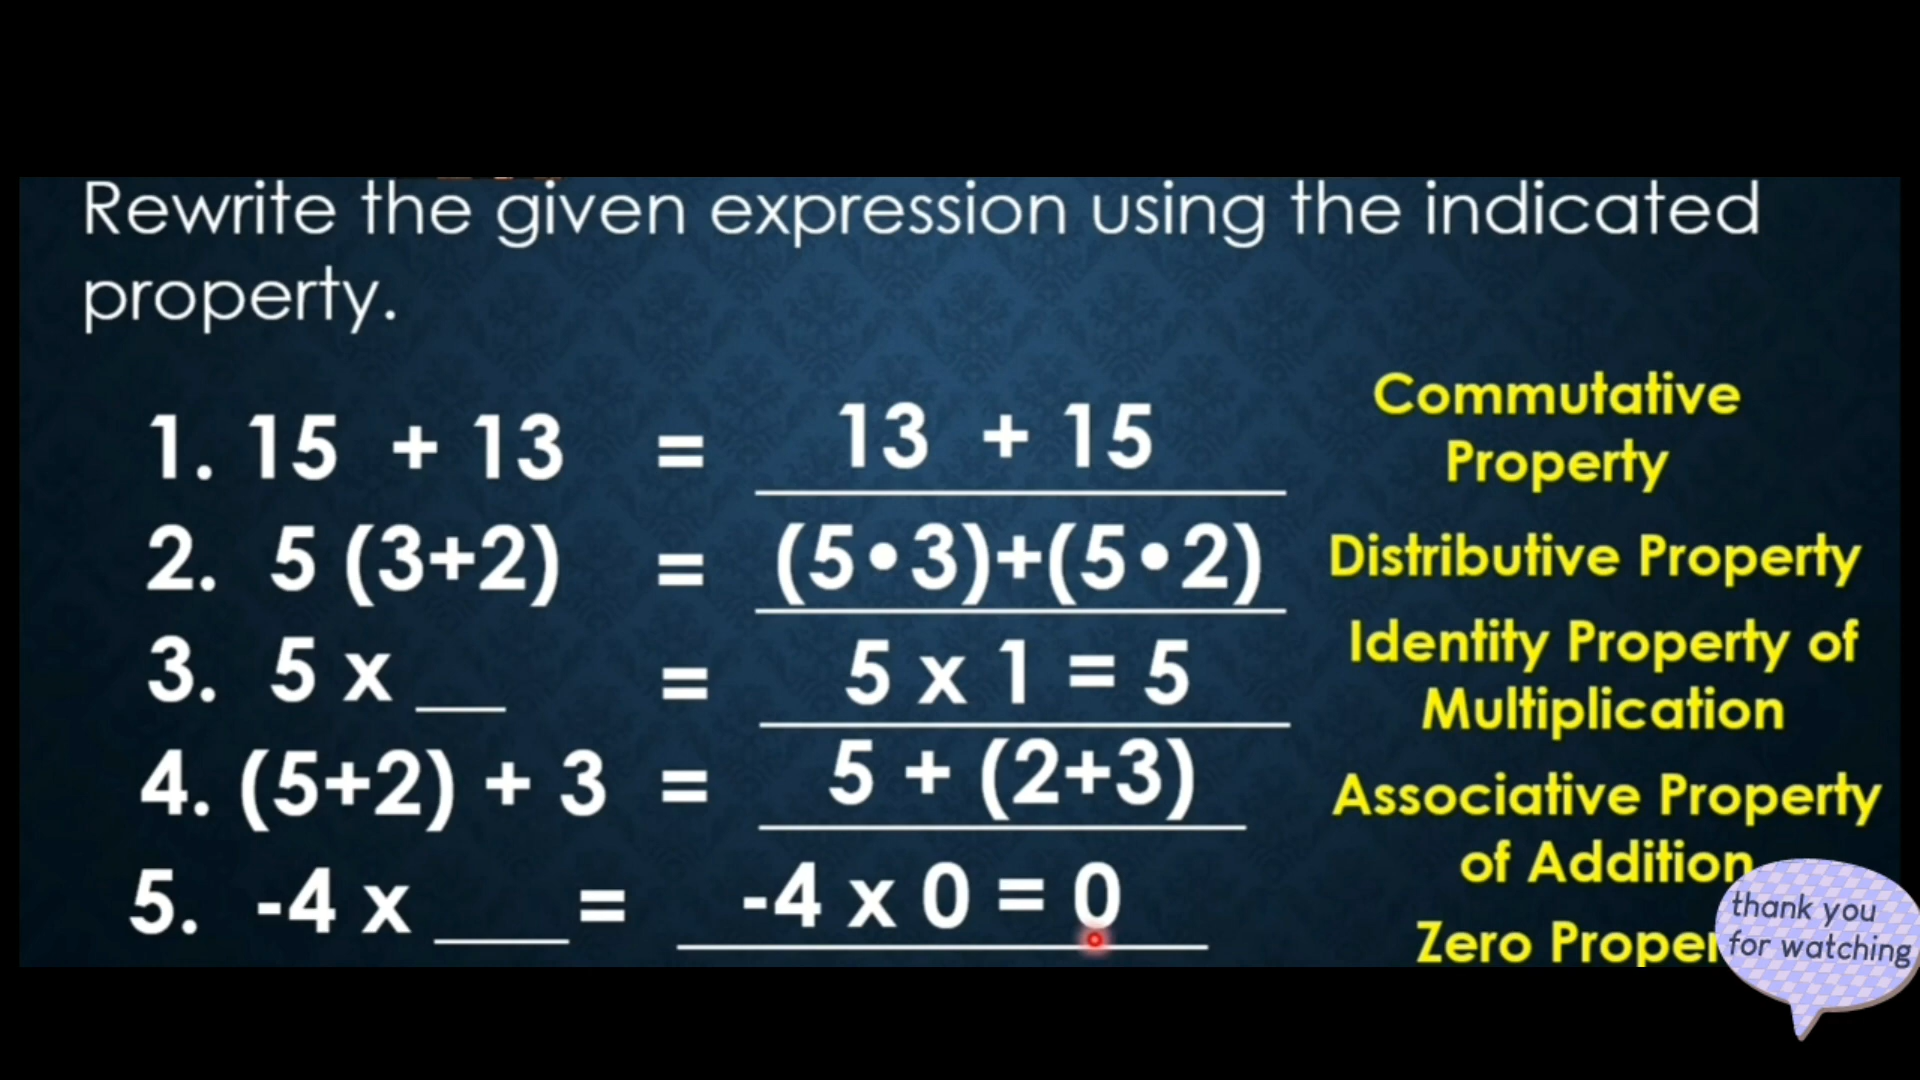 Rewrite the given expression using the indicated
property.
1. 15 + 13 = 13 + 15 Commutative
Property
2. 5 (3+2) = (5•3)+(5•2) Distributive Property
3. 5 x __ = 5 x 1 = 5 Identity Property of
Multiplication
4. (5+2) + 3 = 5 + (2+3) Associative Property
of Addition
5. -4 x ___ = -4 x 0 = 0 Zero
thank you
for watching